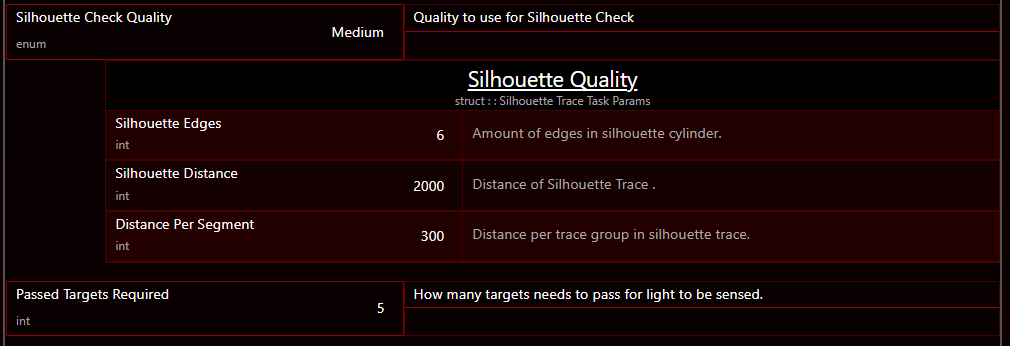 Silhouette Check Quality
enum
Medium
Quality to use for Silhouette Check
Silhouette Quality
struct : : Silhouette Trace Task Params
Silhouette Edges
int
6
Amount of edges in silhouette cylinder.
Silhouette Distance
int
2000
Distance of Silhouette Trace .
Distance Per Segment
int
300
Distance per trace group in silhouette trace.
Passed Targets Required
int
5
How many targets needs to pass for light to be sensed.